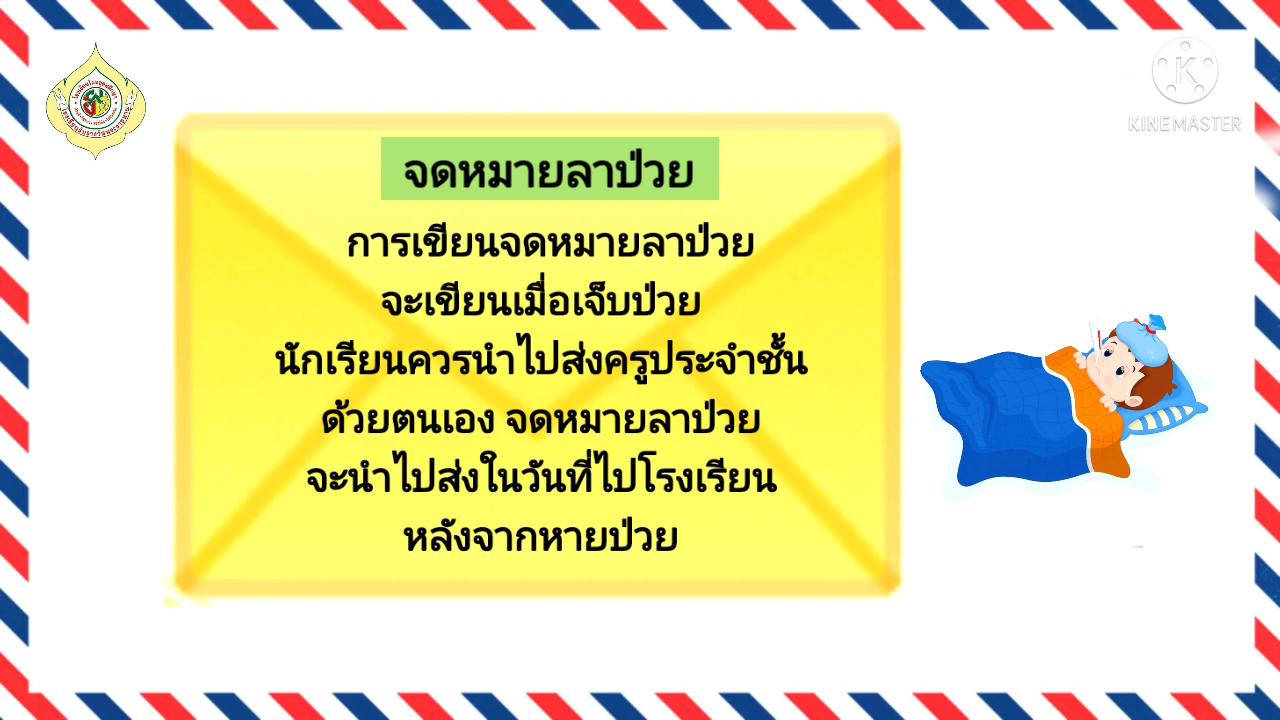 KINEMASTER
จดหมายลาป่วย
การเขียนจดหมายลาป่วย
จะเขียนเมื่อเจ็บป่วย
นักเรียนควรนำไปส่งครูประจำชั้น
ด้วยตนเอง จดหมายลาป่วย
จะนำไปส่งในวันที่ไปโรงเรียน
หลังจากหายป่วย